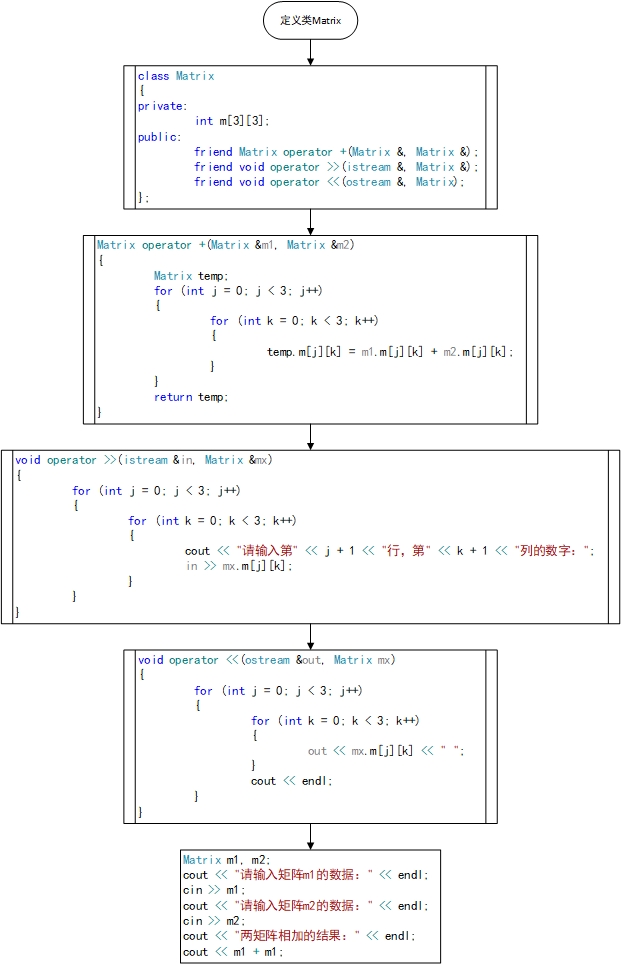 定义类Matrix
class Matrix
{
private:
int m[3][3];
public:
friend Matrix operator +(Matrix &, Matrix &);
friend void operator >>(istream &, Matrix &);
friend void operator <<(ostream &, Matrix);
};
Matrix operator +(Matrix &m1, Matrix &m2)
{
Matrix temp;
for (int j = 0; j < 3; j++)
{
for (int k = 0; k < 3; k++)
{
temp.m[j][k] = m1.m[j][k] + m2.m[j][k];
}
}
return temp;
}
void operator >>(istream &in, Matrix &mx)
{
for (int j = 0; j < 3; j++)
{
for (int k = 0; k < 3; k++)
{
cout << "请输入第" << j + 1 << "行，第" << k + 1 << "列的数字：";
in >> mx.m[j][k];
}
}
}
void operator <<(ostream &out, Matrix mx)
{
for (int j = 0; j < 3; j++)
{
for (int k = 0; k < 3; k++)
{
out << mx.m[j][k] << " ";
}
cout << endl;
}
}
Matrix m1, m2;
cout << "请输入矩阵m1的数据：" << endl;
cin >> m1;
cout << "请输入矩阵m2的数据：" << endl;
cin >> m2;
cout << "两矩阵相加的结果：" << endl;
cout << m1 + m1;